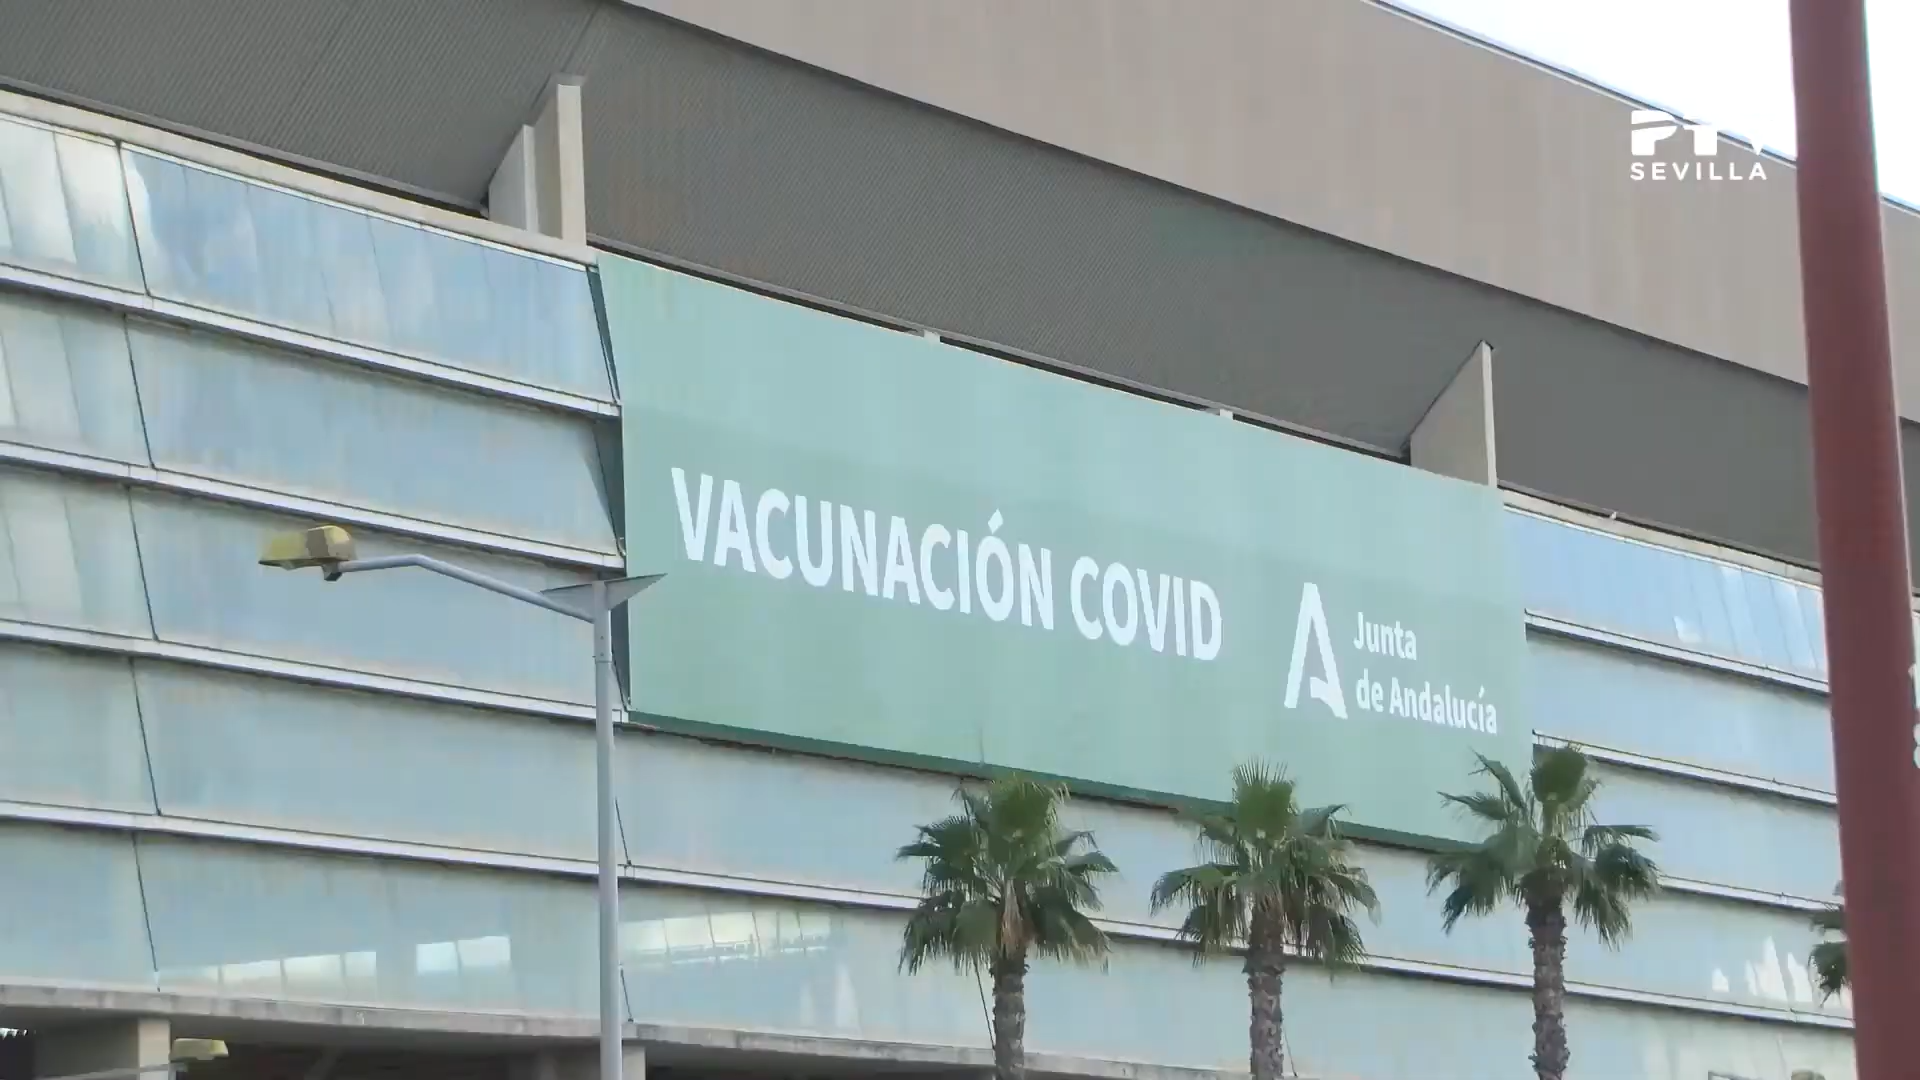 PTV
SEVILLA
VACUNACIÓN COVID
Junta
de Andalucía